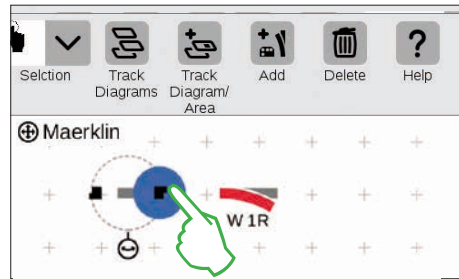 Selction
Track Diagrams
Track Diagram/ Area
Add
Delete
? Help
Maerklin
W 1R